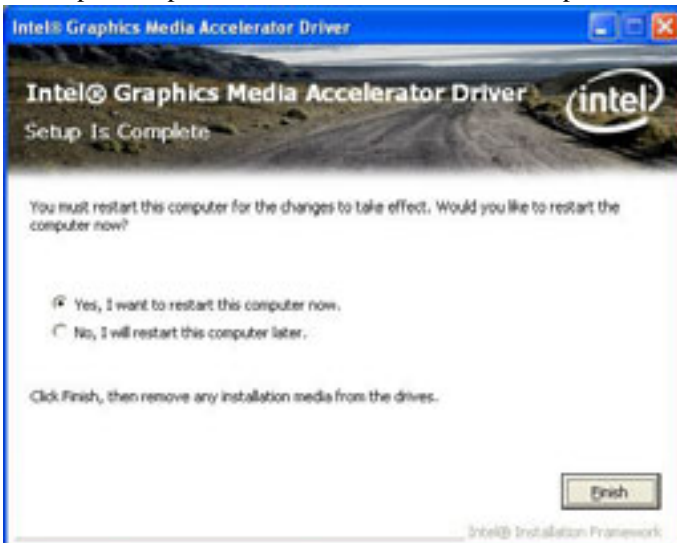 Intel® Graphics Media Accelerator Driver
Intel® Graphics Media Accelerator Driver
intel
Setup Is Complete
You must restart this computer for the changes to take effect. Would you like to restart the
computer now?
Yes, I want to restart this computer now.
No, I will restart this computer later.
Click Finish, then remove any installation media from the drives.
Finish
Intel® Installation Framework